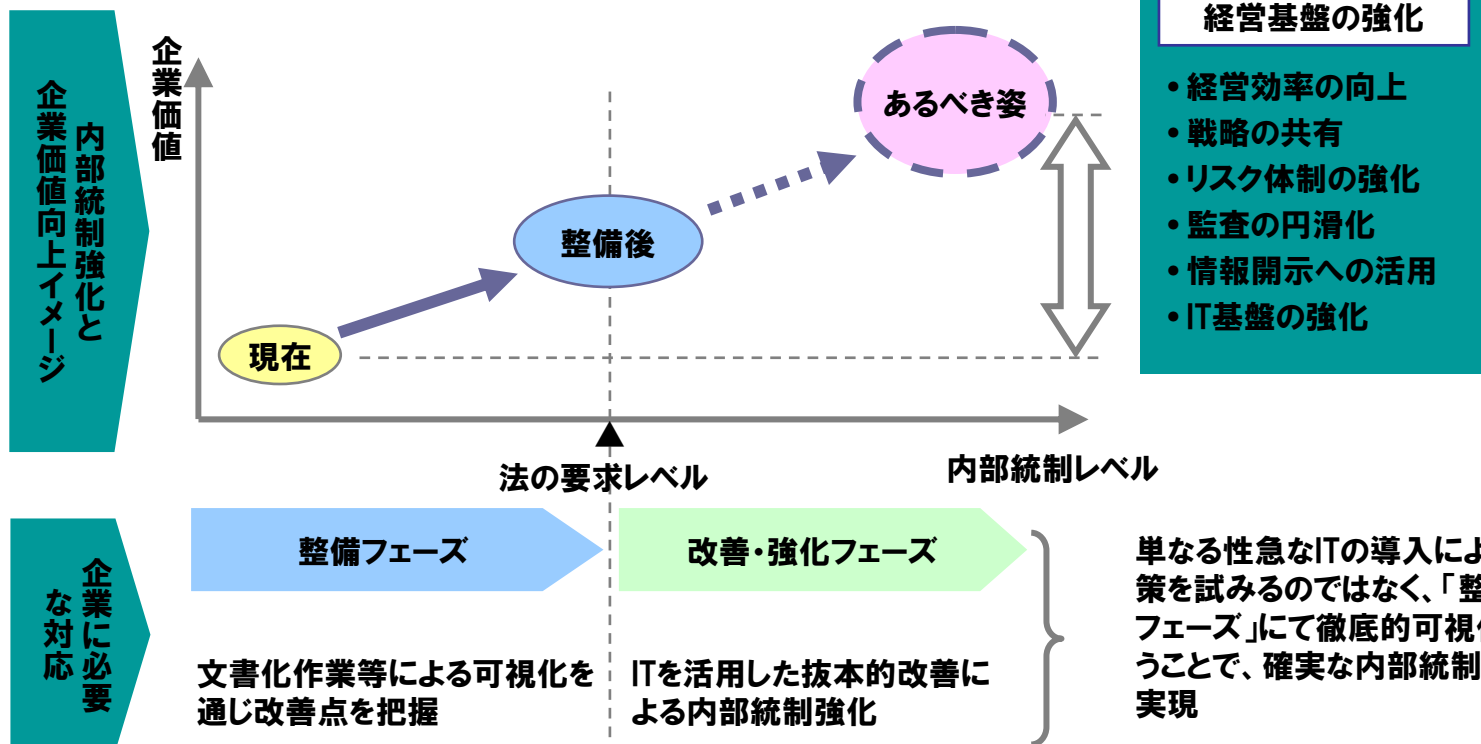 内部統制強化と
企業価値向上イメージ
企業価値
あるべき姿
整備後
現在
法の要求レベル
内部統制レベル
経営基盤の強化
•経営効率の向上
•戦略の共有
•リスク体制の強化
•監査の円滑化
•情報開示への活用
•IT基盤の強化
企業に必要
な対応
整備フェーズ
改善・強化フェーズ
文書化作業等による可視化を
通じ改善点を把握
ITを活用した抜本的改善に
よる内部統制強化
単なる性急なITの導入に
策を試みるのではなく、「整
フェーズ」にて徹底的可視
うことで、確実な内部統制
実現